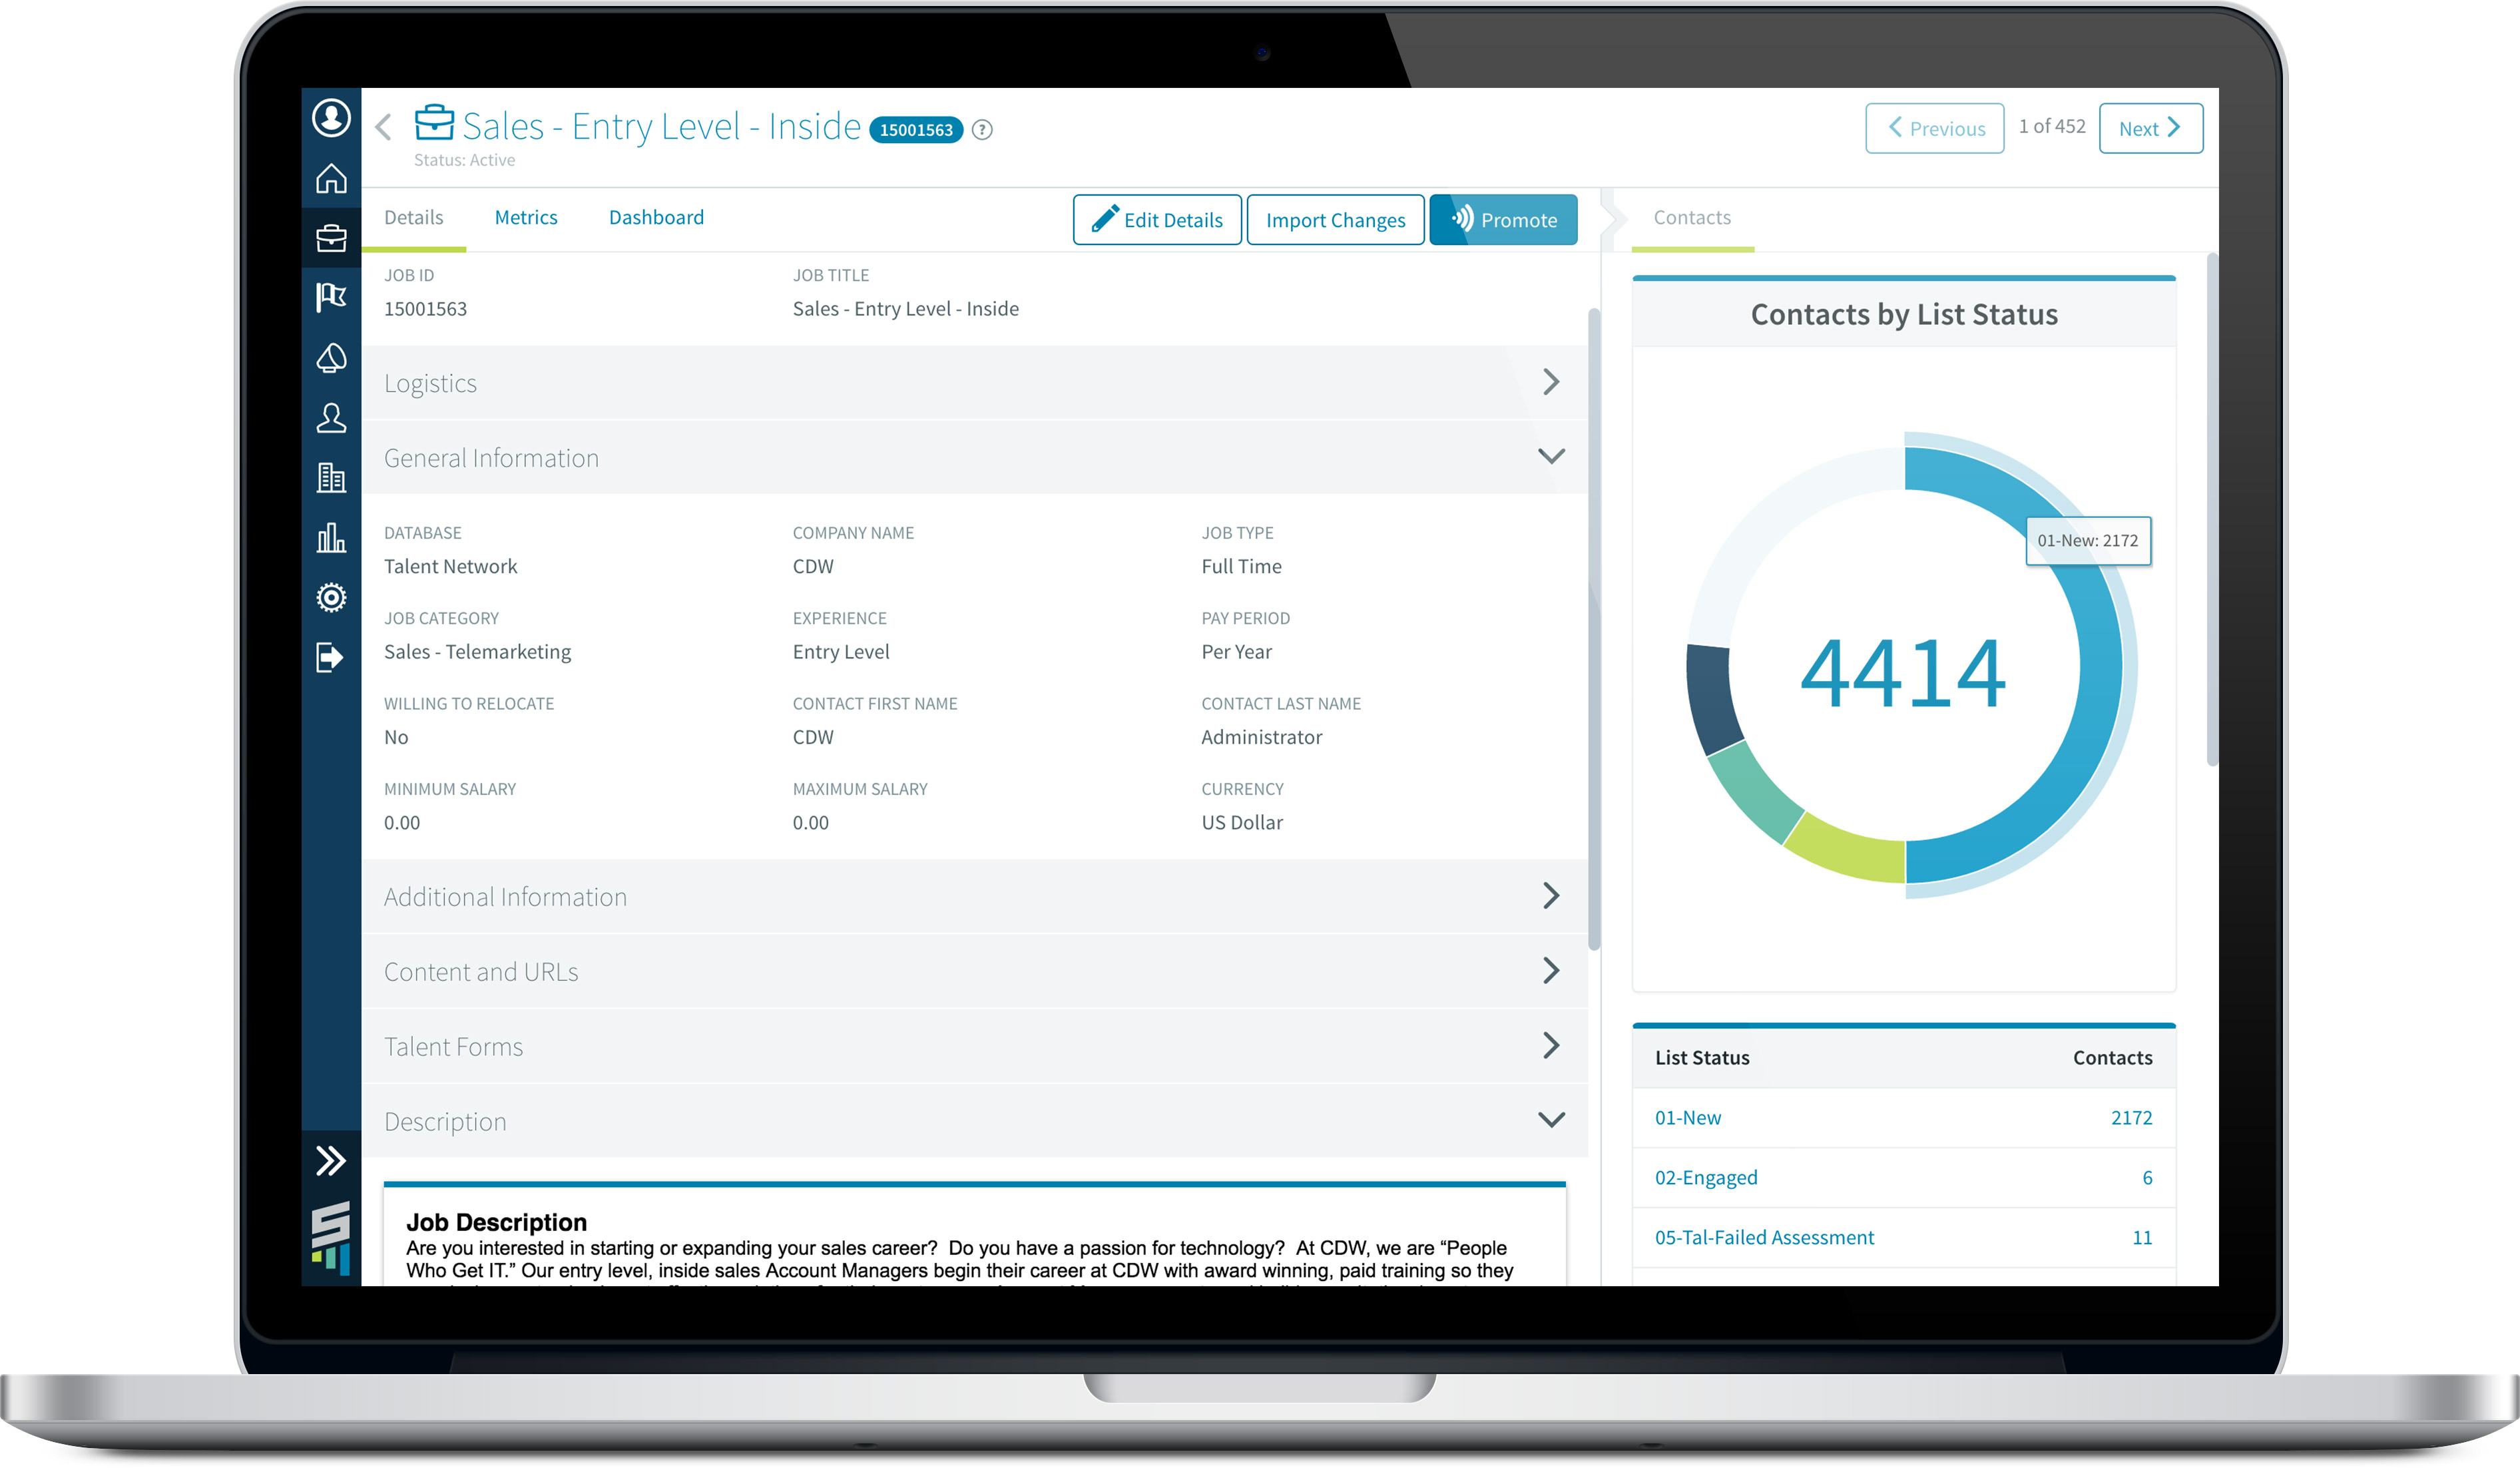 Sales - Entry Level - Inside 15001563 ?
Status: Active
Previous 1 of 452 Next
Details Metrics Dashboard Edit Details Import Changes Promote
JOB ID JOB TITLE
15001563 Sales - Entry Level - Inside
Logistics
General Information
DATABASE COMPANY NAME JOB TYPE
Talent Network CDW Full Time
JOB CATEGORY EXPERIENCE PAY PERIOD
Sales - Telemarketing Entry Level Per Year
WILLING TO RELOCATE CONTACT FIRST NAME CONTACT LAST NAME
No CDW Administrator
MINIMUM SALARY MAXIMUM SALARY CURRENCY
0.00 0.00 US Dollar
Additional Information
Content and URLs
Talent Forms
Description
Job Description
Are you interested in starting or expanding your sales career? Do you have a passion for technology? At CDW, we are “People
Who Get IT.” Our entry level, inside sales Account Managers begin their career at CDW with award winning, paid training so they
Contacts
Contacts by List Status
01-New: 2172
4414
List Status Contacts
01-New 2172
02-Engaged 6
05-Tal-Failed Assessment 11